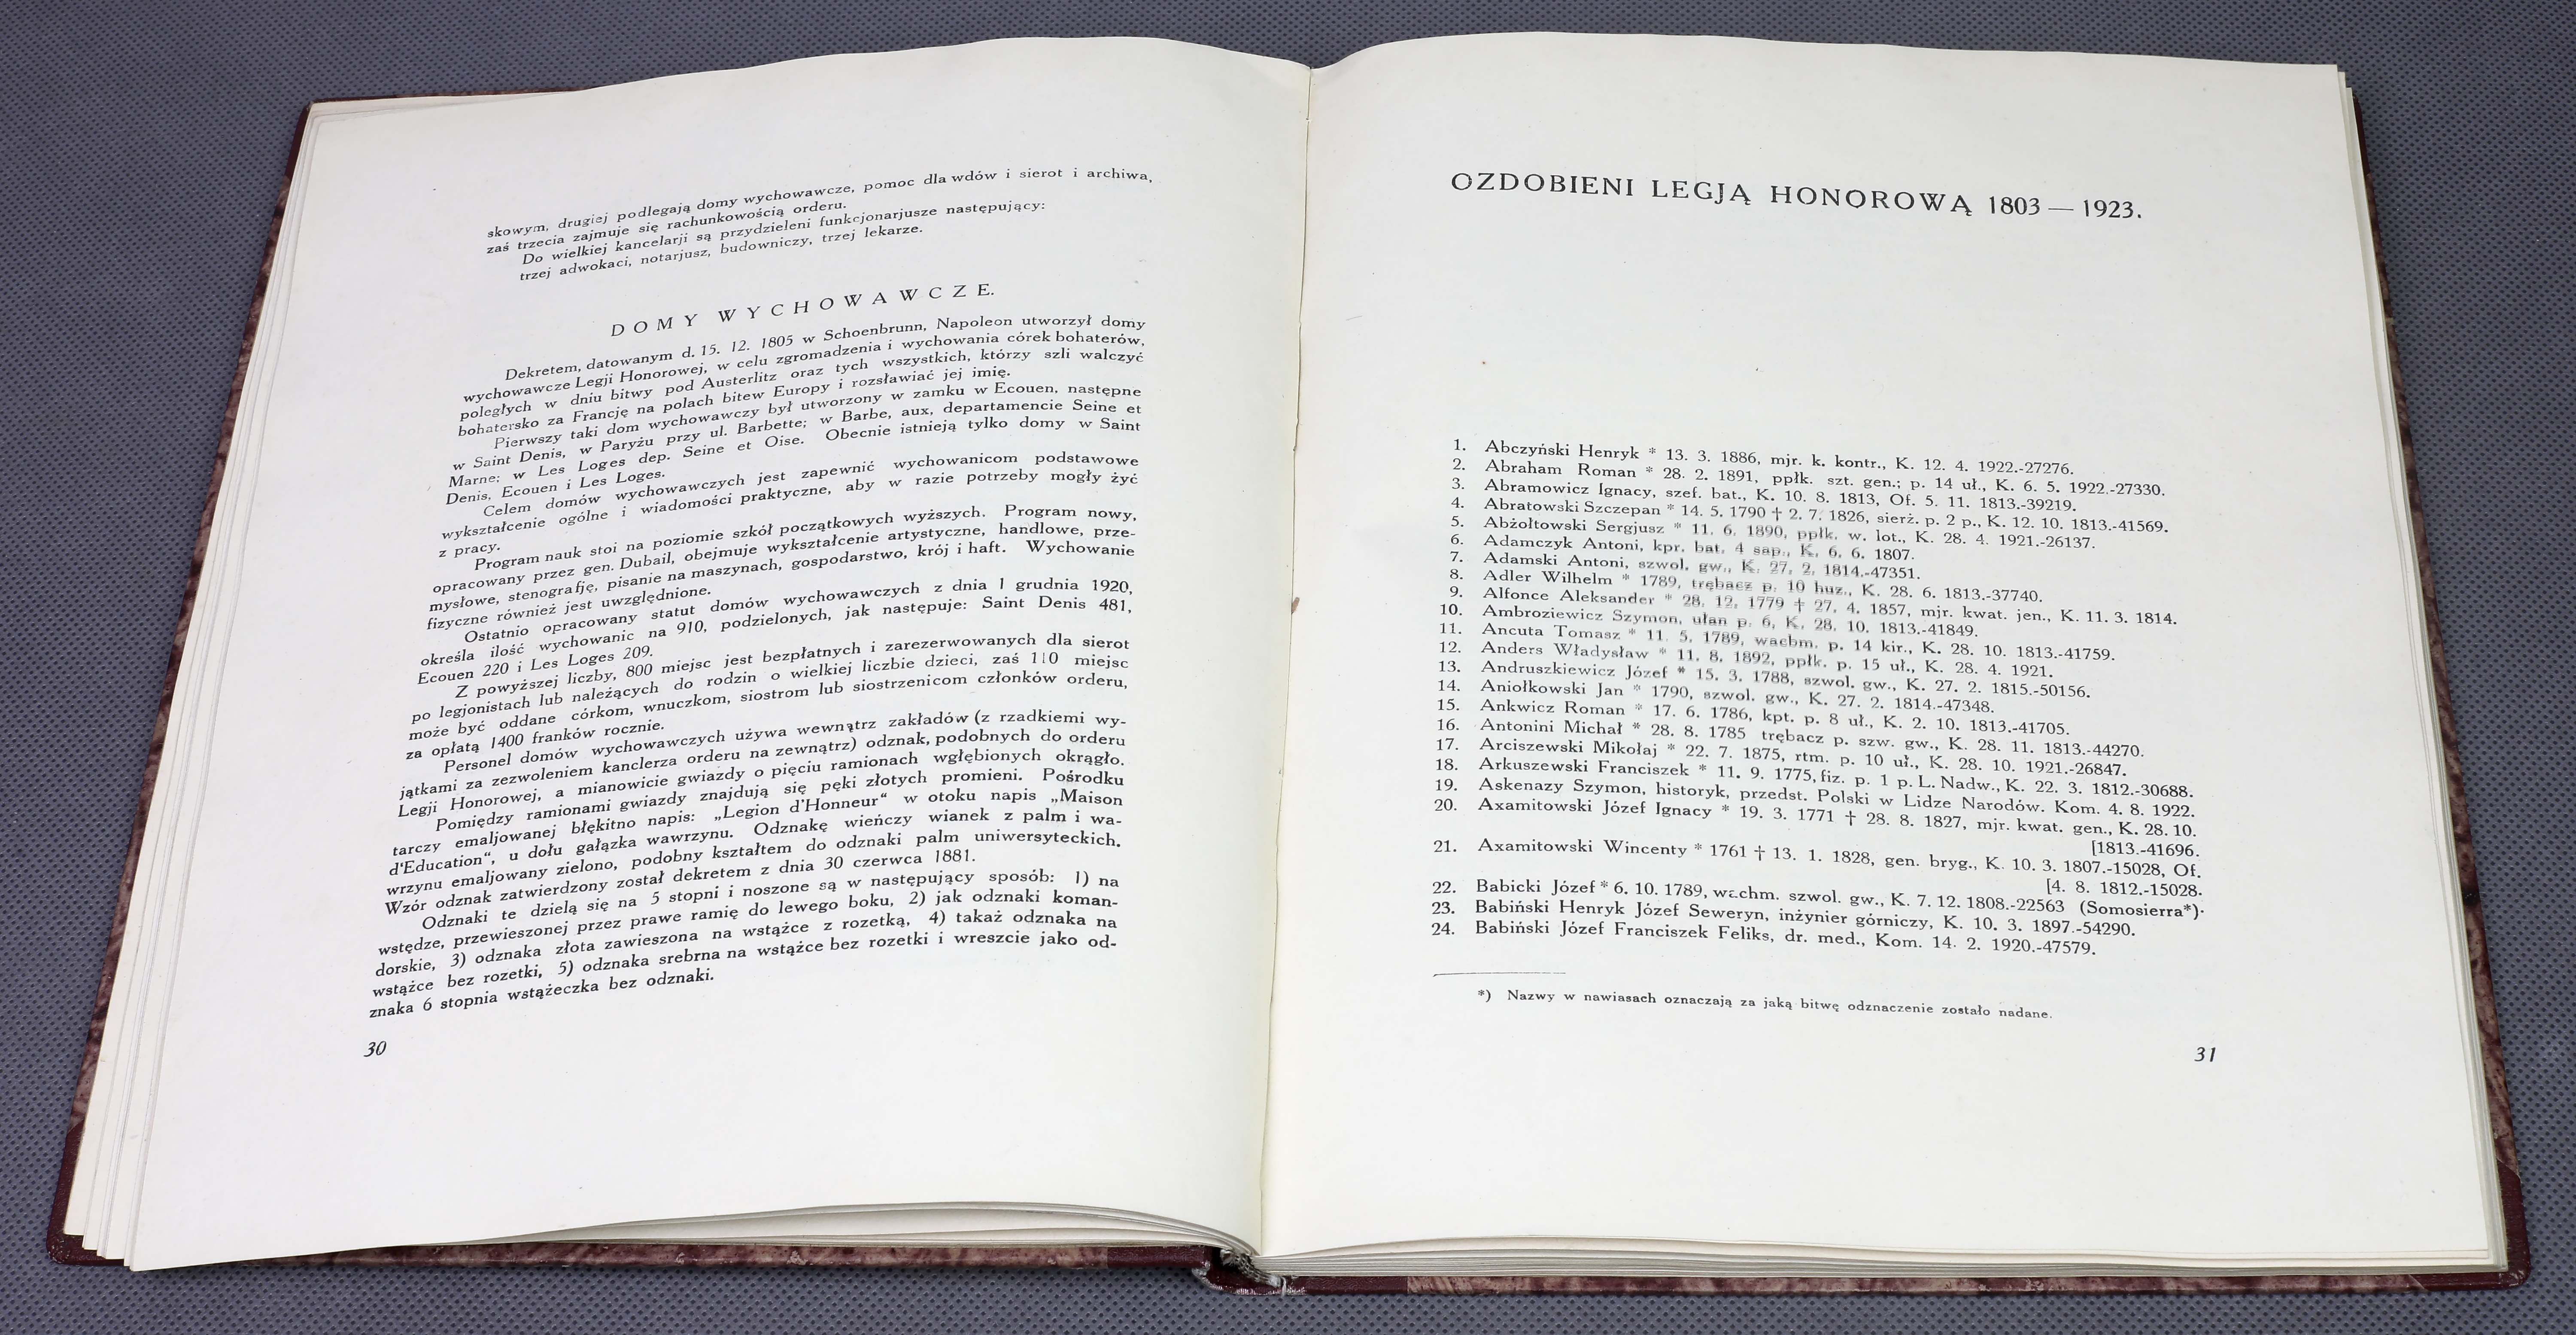 skowym, drugiej podlegają domy wychowawcze, pomoc dla wdów i sierot i archiwa,
zaś trzecia zajmuje się rachunkowością orderu.
Do wielkiej kancelarji są przydzieleni funkcjonarjusze następujący:
trzej adwokaci, notarjusz, budowniczy, trzej lekarze.
DOMY WYCHOWAWCZE.
Dekretem, datowanym d. 15. 12. 1805 w Schoenbrunn, Napoleon utworzył domy
wychowawcze Legji Honorowej, w celu zgromadzenia i wychowania córek bohaterów,
poległych w dniu bitwy pod Austerlitz oraz tych wszystkich, którzy szli walczyć
bohatersko za Francję na polach bitew Europy i rozsławiać jej imię.
Pierwszy taki dom wychowawczy był utworzony w zamku w Ecouen, następne
w Saint Denis, w Paryżu przy ul. Barbette; w Barbe, aux, departamencie Seine et
Marne; w Les Loges dep. Seine et Oise. Obecnie istnieją tylko domy w Saint
Denis, Ecouen i Les Loges.
Celem domów wychowawczych jest zapewnić wychowanicom podstawowe
wykształcenie ogólne i wiadomości praktyczne, aby w razie potrzeby mogły żyć
z pracy.
Program nauk stoi na poziomie szkół początkowych wyższych. Program nowy,
opracowany przez gen. Dubail, obejmuje wykształcenie artystyczne, handlowe, prze-
mysłowe, stenografję, pisanie na maszynach, gospodarstwo, krój i haft. Wychowanie
fizyczne również jest uwzględnione.
Ostatnio opracowany statut domów wychowawczych z dnia 1 grudnia 1920,
określa ilość wychowanic na 910, podzielonych, jak następuje: Saint Denis 481,
Ecouen 220 i Les Loges 209.
Z powyższej liczby, 800 miejsc jest bezpłatnych i zarezerwowanych dla sierot
po legjonistach lub należących do rodzin o wielkiej liczbie dzieci, zaś 110 miejsc
może być oddane córkom, wnuczkom, siostrom lub siostrzenicom członków orderu,
za opłatą 1400 franków rocznie.
Personel domów wychowawczych używa wewnątrz zakładów (z rzadkiemi wy-
jątkami za zezwoleniem kanclerza orderu na zewnątrz) odznak, podobnych do orderu
Legji Honorowej, a mianowicie gwiazdy o pięciu ramionach wgłębionych okrągło.
Pomiędzy ramionami gwiazdy znajdują się pęki złotych promieni. Pośrodku
tarczy emaljowanej błękitno napis: „Legion d'Honneur“ w otoku napis „Maison
d'Education“, u dołu gałązka wawrzynu. Odznakę wieńczy wianek z palm i wa-
wrzynu emaljowany zielono, podobny kształtem do odznaki palm uniwersyteckich.
Wzór odznak zatwierdzony został dekretem z dnia 30 czerwca 1881.
Odznaki te dzielą się na 5 stopni i noszone są w następujący sposób: 1) na
wstędze, przewieszonej przez prawe ramię do lewego boku, 2) jak odznaki koman-
dorskie, 3) odznaka złota zawieszona na wstążce z rozetką, 4) takaż odznaka na
wstążce bez rozetki, 5) odznaka srebrna na wstążce bez rozetki i wreszcie jako od-
znaka 6 stopnia wstążeczka bez odznaki.
30
OZDOBIENI LEGJĄ HONOROWĄ 1803 — 1923.
1. Abczyński Henryk * 13. 3. 1886, mjr. k. kontr., K. 12. 4. 1922.-27276.
2. Abraham Roman * 28. 2. 1891, ppłk. szt. gen.; p. 14 uł., K. 6. 5. 1922.-27330.
3. Abramowicz Ignacy, szef. bat., K. 10. 8. 1813, Of. 5. 11. 1813.-39219.
4. Abratowski Szczepan * 14. 5. 1790 † 2. 7. 1826, sierż. p. 2 p., K. 12. 10. 1813.-41569.
5. Abżołtowski Sergjusz * 11. 6. 1890, ppłk. w. lot., K. 28. 4. 1921.-26137.
6. Adamczyk Antoni, kpr. bat. 4 sap., K. 6. 6. 1807.
7. Adamski Antoni, szwol. gw., K. 27. 2. 1814.-47351.
8. Adler Wilhelm * 1789, trębacz p. 10 huz., K. 28. 6. 1813.-37740.
9. Alfonce Aleksander * 28. 12. 1779 † 27. 4. 1857, mjr. kwat. jen., K. 11. 3. 1814.
10. Ambroziewicz Szymon, ułan p. 6, K. 28. 10. 1813.-41849.
11. Ancuta Tomasz * 11. 5. 1789, wachm. p. 14 kir., K. 28. 10. 1813.-41759.
12. Anders Władysław * 11. 8. 1892, ppłk. p. 15 uł., K. 28. 4. 1921.
13. Andruszkiewicz Józef * 15. 3. 1788, szwol. gw., K. 27. 2. 1815.-50156.
14. Aniołkowski Jan * 1790, szwol. gw., K. 27. 2. 1814.-47348.
15. Ankwicz Roman * 17. 6. 1786, kpt. p. 8 uł., K. 2. 10. 1813.-41705.
16. Antonini Michał * 28. 8. 1785 trębacz p. szw. gw., K. 28. 11. 1813.-44270.
17. Arciszewski Mikołaj * 22. 7. 1875, rtm. p. 10 uł., K. 28. 10. 1921.-26847.
18. Arkuszewski Franciszek * 11. 9. 1775, fiz. p. 1 p. L. Nadw., K. 22. 3. 1812.-30688.
19. Askenazy Szymon, historyk, przedst. Polski w Lidze Narodów. Kom. 4. 8. 1922.
20. Axamitowski Józef Ignacy * 19. 3. 1771 † 28. 8. 1827, mjr. kwat. gen., K. 28. 10.
[1813.-41696.
21. Axamitowski Wincenty * 1761 † 13. 1. 1828, gen. bryg., K. 10. 3. 1807.-15028, Of.
[4. 8. 1812.-15028.
22. Babicki Józef * 6. 10. 1789, wachm. szwol. gw., K. 7. 12. 1808.-22563 (Somosierra*)·
23. Babiński Henryk Józef Seweryn, inżynier górniczy, K. 10. 3. 1897.-54290.
24. Babiński Józef Franciszek Feliks, dr. med., Kom. 14. 2. 1920.-47579.
*) Nazwy w nawiasach oznaczają za jaką bitwę odznaczenie zostało nadane.
31